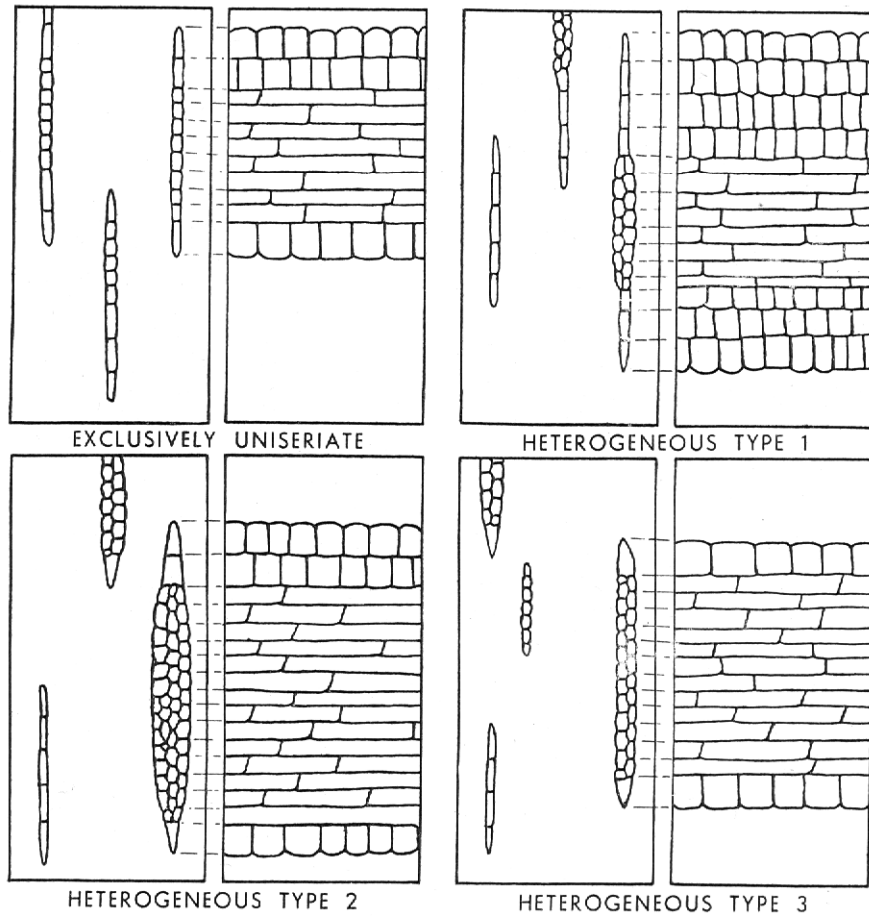 EXCLUSIVELY UNISERIATE
HETEROGENEOUS TYPE 1
HETEROGENEOUS TYPE 2
HETEROGENEOUS TYPE 3